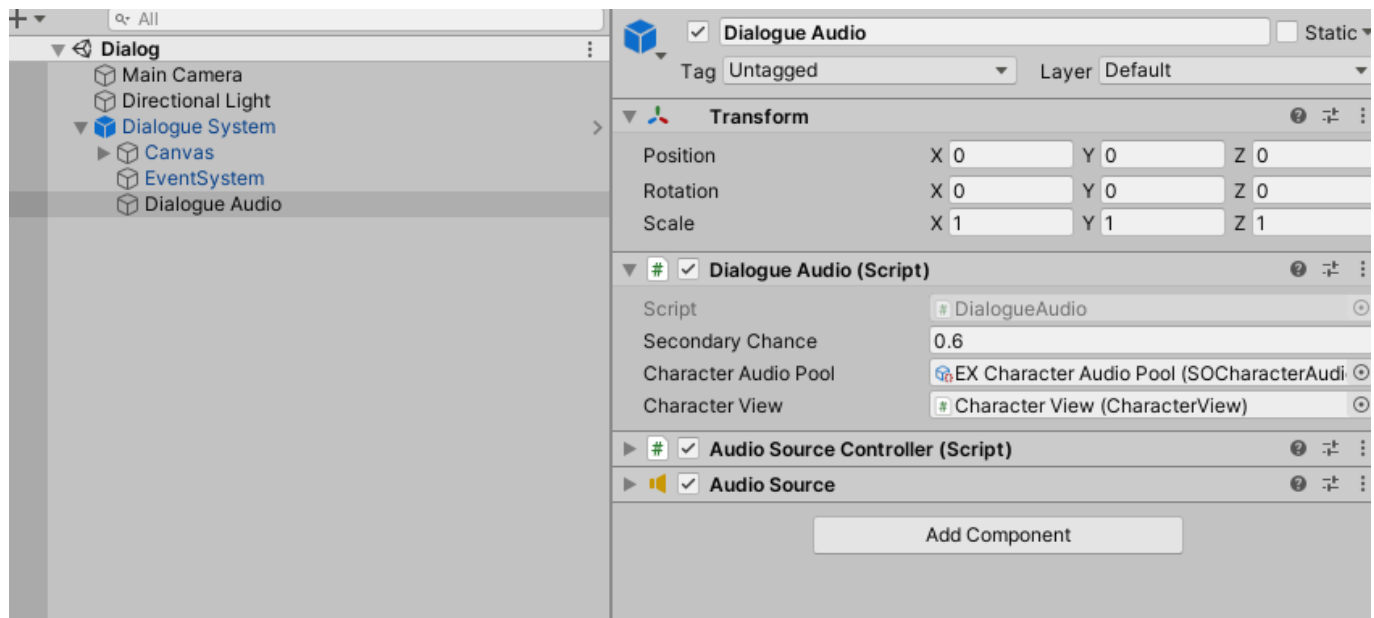 All
Dialog
Main Camera
Directional Light
Dialogue System
Canvas
EventSystem
Dialogue Audio
Dialogue Audio
Static
Tag Untagged Layer Default
Transform
Position X 0 Y 0 Z 0
Rotation X 0 Y 0 Z 0
Scale X 1 Y 1 Z 1
# Dialogue Audio (Script)
Script # DialogueAudio
Secondary Chance 0.6
Character Audio Pool EX Character Audio Pool (SOCharacterAudi
Character View # Character View (CharacterView)
# Audio Source Controller (Script)
Audio Source
Add Component